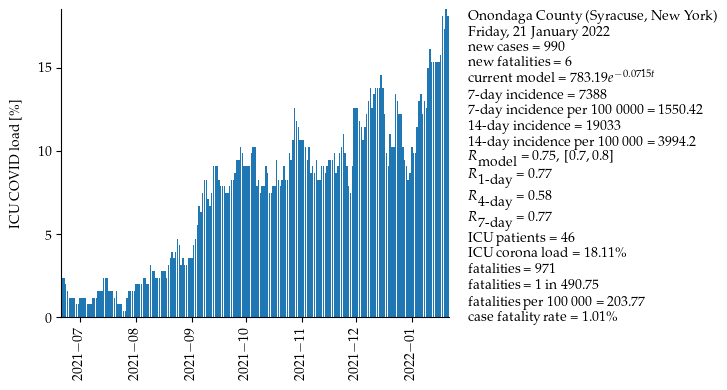 Onondaga County (Syracuse, New York)
Friday, 21 January 2022
new cases = 990
new fatalities = 6
current model = 783.19e^{−0.0715t}
7-day incidence = 7388
7-day incidence per 100 0000 = 1550.42
14-day incidence = 19033
14-day incidence per 100 000 = 3994.2
R_model = 0.75, [0.7, 0.8]
R_1-day = 0.77
R_4-day = 0.58
R_7-day = 0.77
ICU patients = 46
ICU corona load = 18.11%
fatalities = 971
fatalities = 1 in 490.75
fatalities per 100 000 = 203.77
case fatality rate = 1.01%
ICU COVID load [%]
15
10
5
0
2021−07
2021−08
2021−09
2021−10
2021−11
2021−12
2022−01